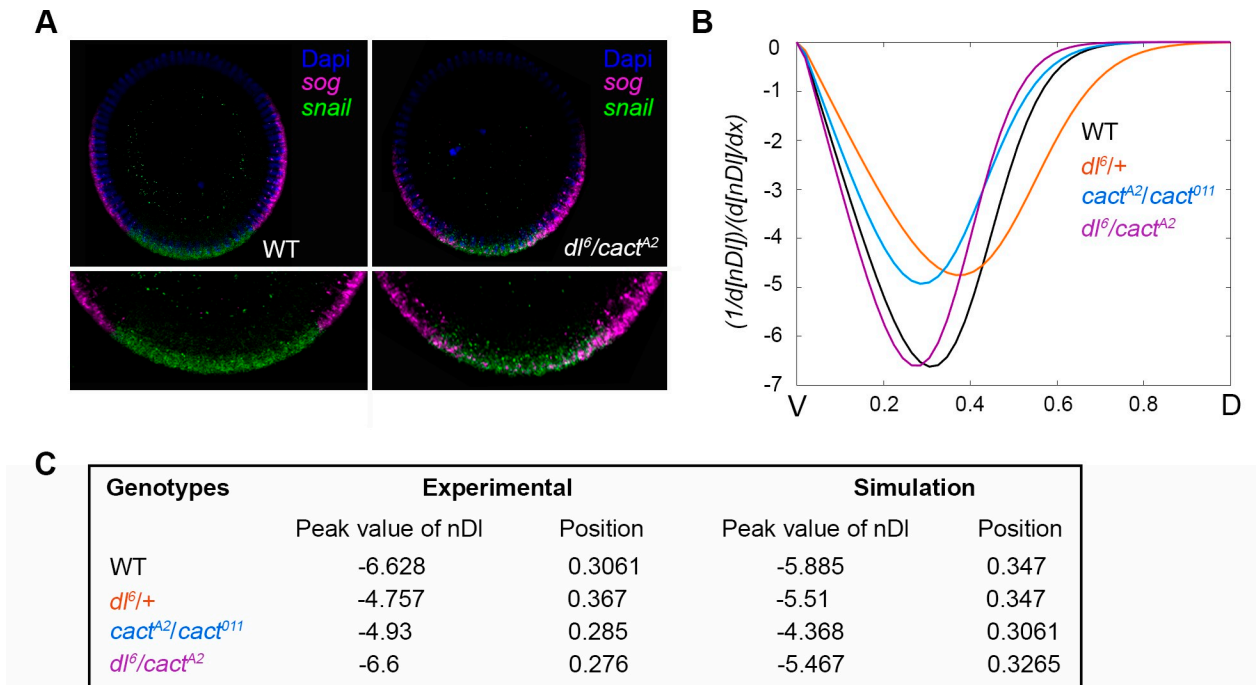 A
Dapi
sog
snail
WT
Dapi
sog
snail
dl⁶/cactᴬ²
B
(1/d[nDl])/(d[nDl]/dx)
0
-1
-2
-3
-4
-5
-6
-7
V 0.2 0.4 0.6 0.8 D
WT
dl⁶/+
cactᴬ²/cact⁰¹¹
dl⁶/cactᴬ²
C
Genotypes Experimental Simulation
Peak value of nDl Position Peak value of nDl Position
WT -6.628 0.3061 -5.885 0.347
dl⁶/+ -4.757 0.367 -5.51 0.347
cactᴬ²/cact⁰¹¹ -4.93 0.285 -4.368 0.3061
dl⁶/cactᴬ² -6.6 0.276 -5.467 0.3265